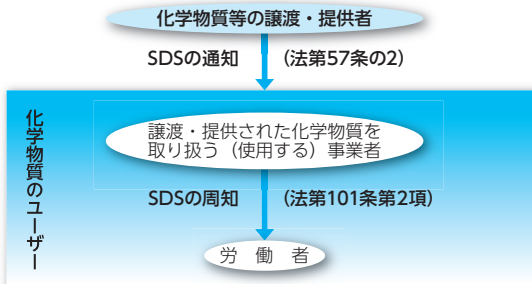 化学物質等の譲渡・提供者
SDSの通知 (法第57条の2)
化学物質のユーザー
譲渡・提供された化学物質を
取り扱う（使用する）事業者
SDSの周知 (法第101条第2項)
労　働　者